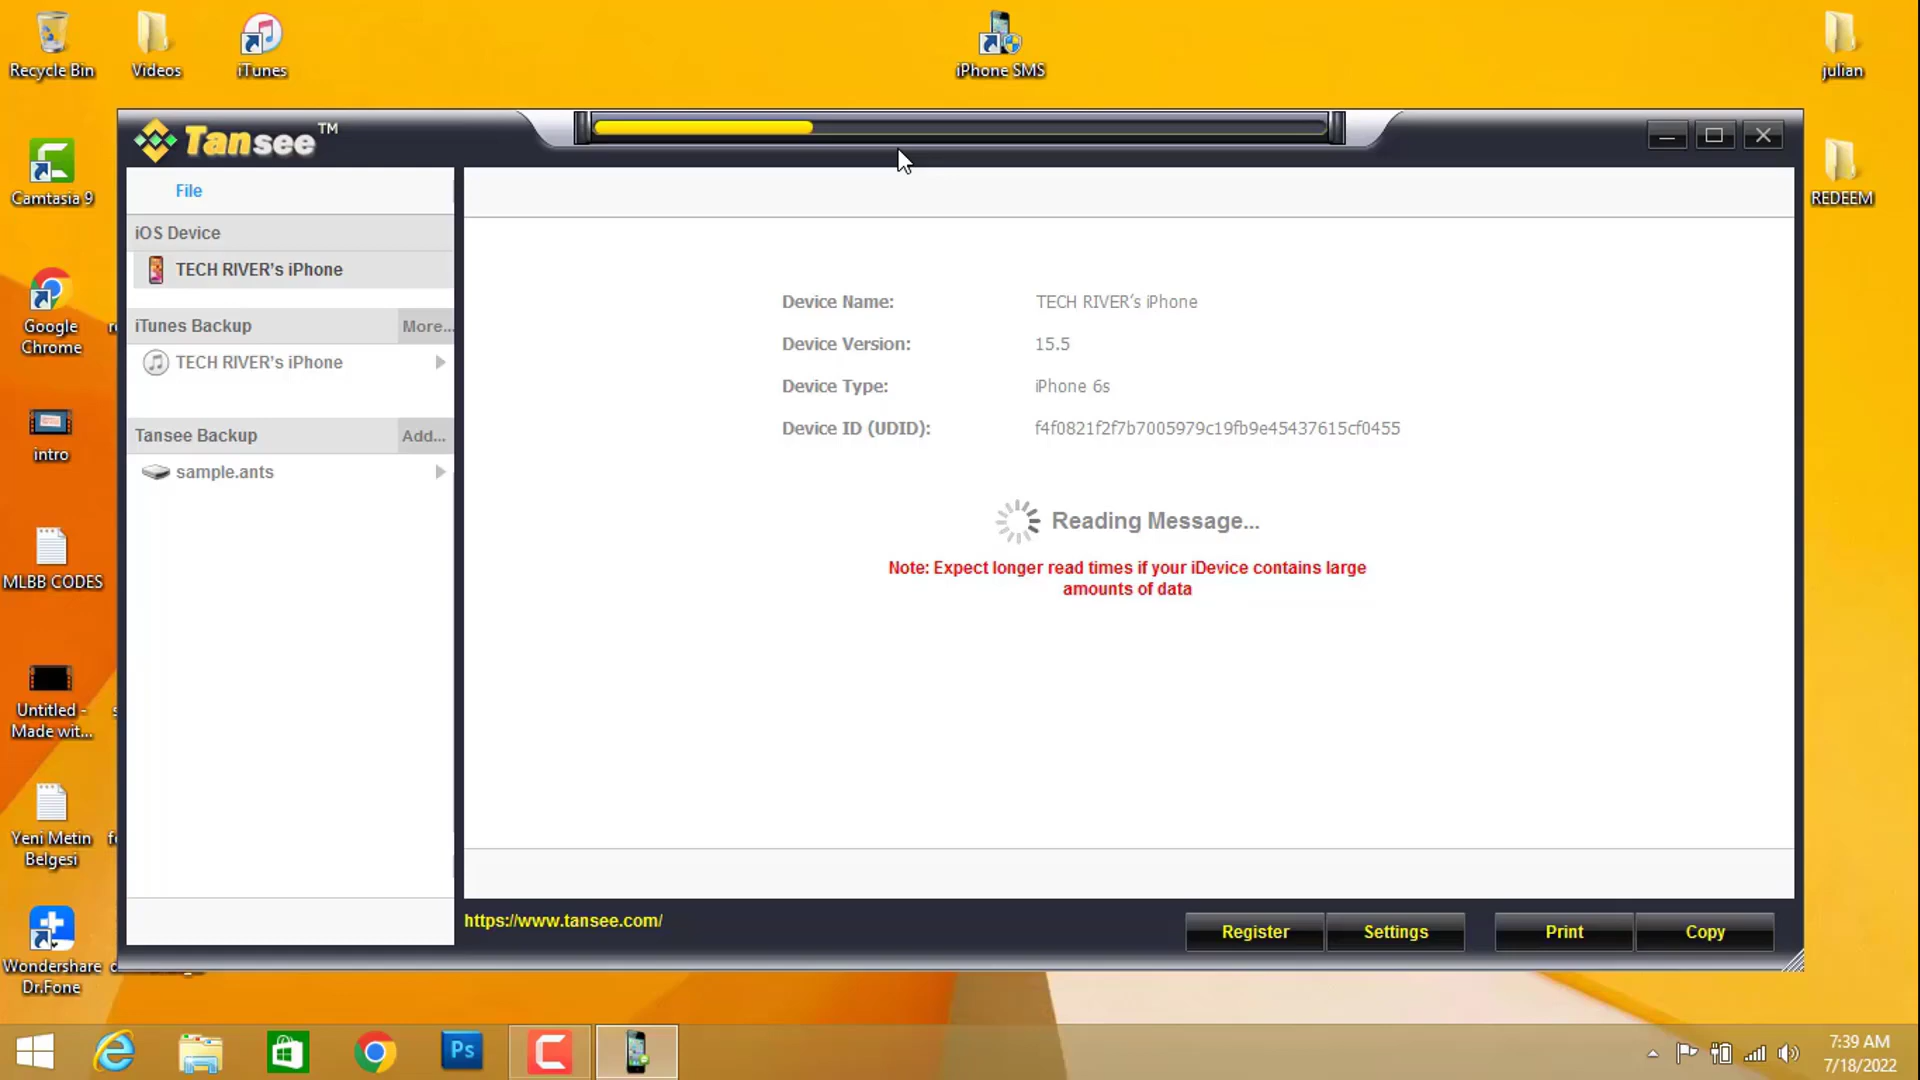 Recycle Bin
Videos
iTunes
iPhone SMS
julian
Camtasia 9
REDEEM
Google
Chrome
intro
MLBB CODES
Untitled -
Made wit...
Yeni Metin
Belgesi
Wondershare
Dr.Fone
Tansee™
File
iOS Device
TECH RIVER's iPhone
iTunes Backup
More...
TECH RIVER's iPhone
Tansee Backup
Add...
sample.ants
Device Name: TECH RIVER's iPhone
Device Version: 15.5
Device Type: iPhone 6s
Device ID (UDID): f4f0821f2f7b7005979c19fb9e45437615cf0455
Reading Message...
Note: Expect longer read times if your iDevice contains large
amounts of data
https://www.tansee.com/
Register
Settings
Print
Copy
Ps
7:39 AM
7/18/2022